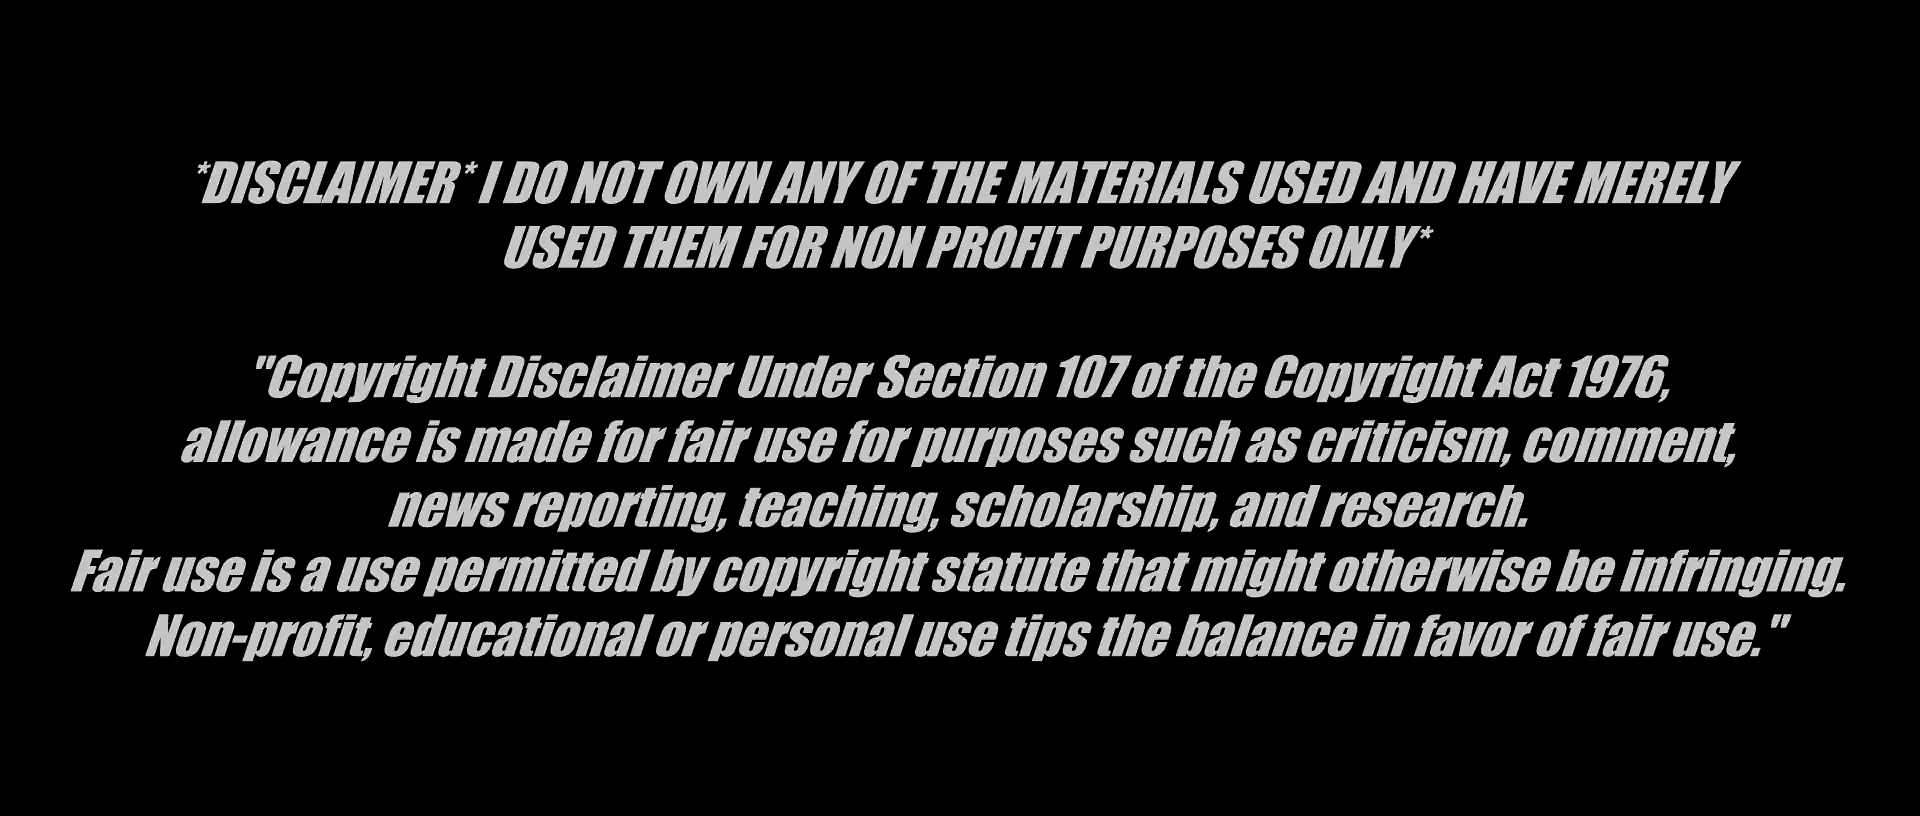 *DISCLAIMER* I DO NOT OWN ANY OF THE MATERIALS USED AND HAVE MERELY
USED THEM FOR NON PROFIT PURPOSES ONLY*
"Copyright Disclaimer Under Section 107 of the Copyright Act 1976,
allowance is made for fair use for purposes such as criticism, comment,
news reporting, teaching, scholarship, and research.
Fair use is a use permitted by copyright statute that might otherwise be infringing.
Non-profit, educational or personal use tips the balance in favor of fair use."